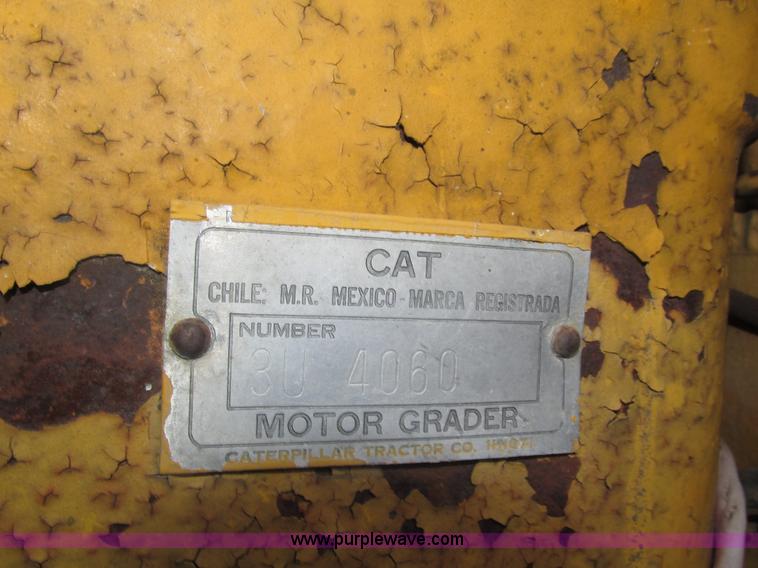 CAT
CHILE: M.R. MEXICO - MARCA REGISTRADA
NUMBER
3U 4060
MOTOR GRADER
CATERPILLAR TRACTOR CO.
www.purplewave.com